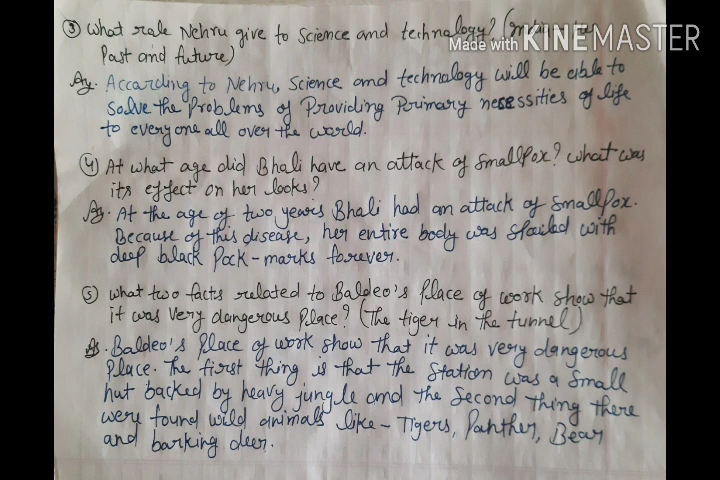 ③ What role Nehru give to Science and technology? (
Made with KINEMASTER
Past and future)
Ans. According to Nehru, Science and technology will be able to
solve the Problems of Providing Primary necessities of life
to everyone all over the world.
④ At what age did Bhali have an attack of SmallPox? What was
its effect on her looks?
Ans. At the age of two years Bhali had an attack of SmallPox.
Because of this disease, her entire body was spoiled with
deep black Pock-marks forever.
⑤ What two facts related to Baldeo's Place of work show that
it was very dangerous Place? (The tiger in the tunnel)
Ans. Baldeo's Place of work show that it was very dangerous
Place. The first thing is that the Station was a Small
hut backed by heavy jungle and the Second thing there
were found wild animals like - Tigers, Panther, Bear
and barking deer.